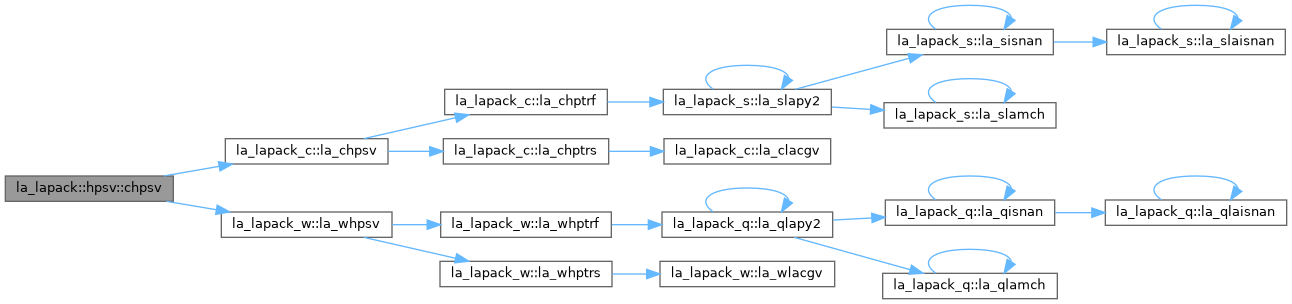 la_lapack::hpsv::chpsv
la_lapack_c::la_chpsv
la_lapack_c::la_chptrf
la_lapack_s::la_slapy2
la_lapack_s::la_sisnan
la_lapack_s::la_slaisnan
la_lapack_s::la_slamch
la_lapack_c::la_chptrs
la_lapack_c::la_clacgv
la_lapack_w::la_whpsv
la_lapack_w::la_whptrf
la_lapack_q::la_qlapy2
la_lapack_q::la_qisnan
la_lapack_q::la_qlaisnan
la_lapack_q::la_qlamch
la_lapack_w::la_whptrs
la_lapack_w::la_wlacgv